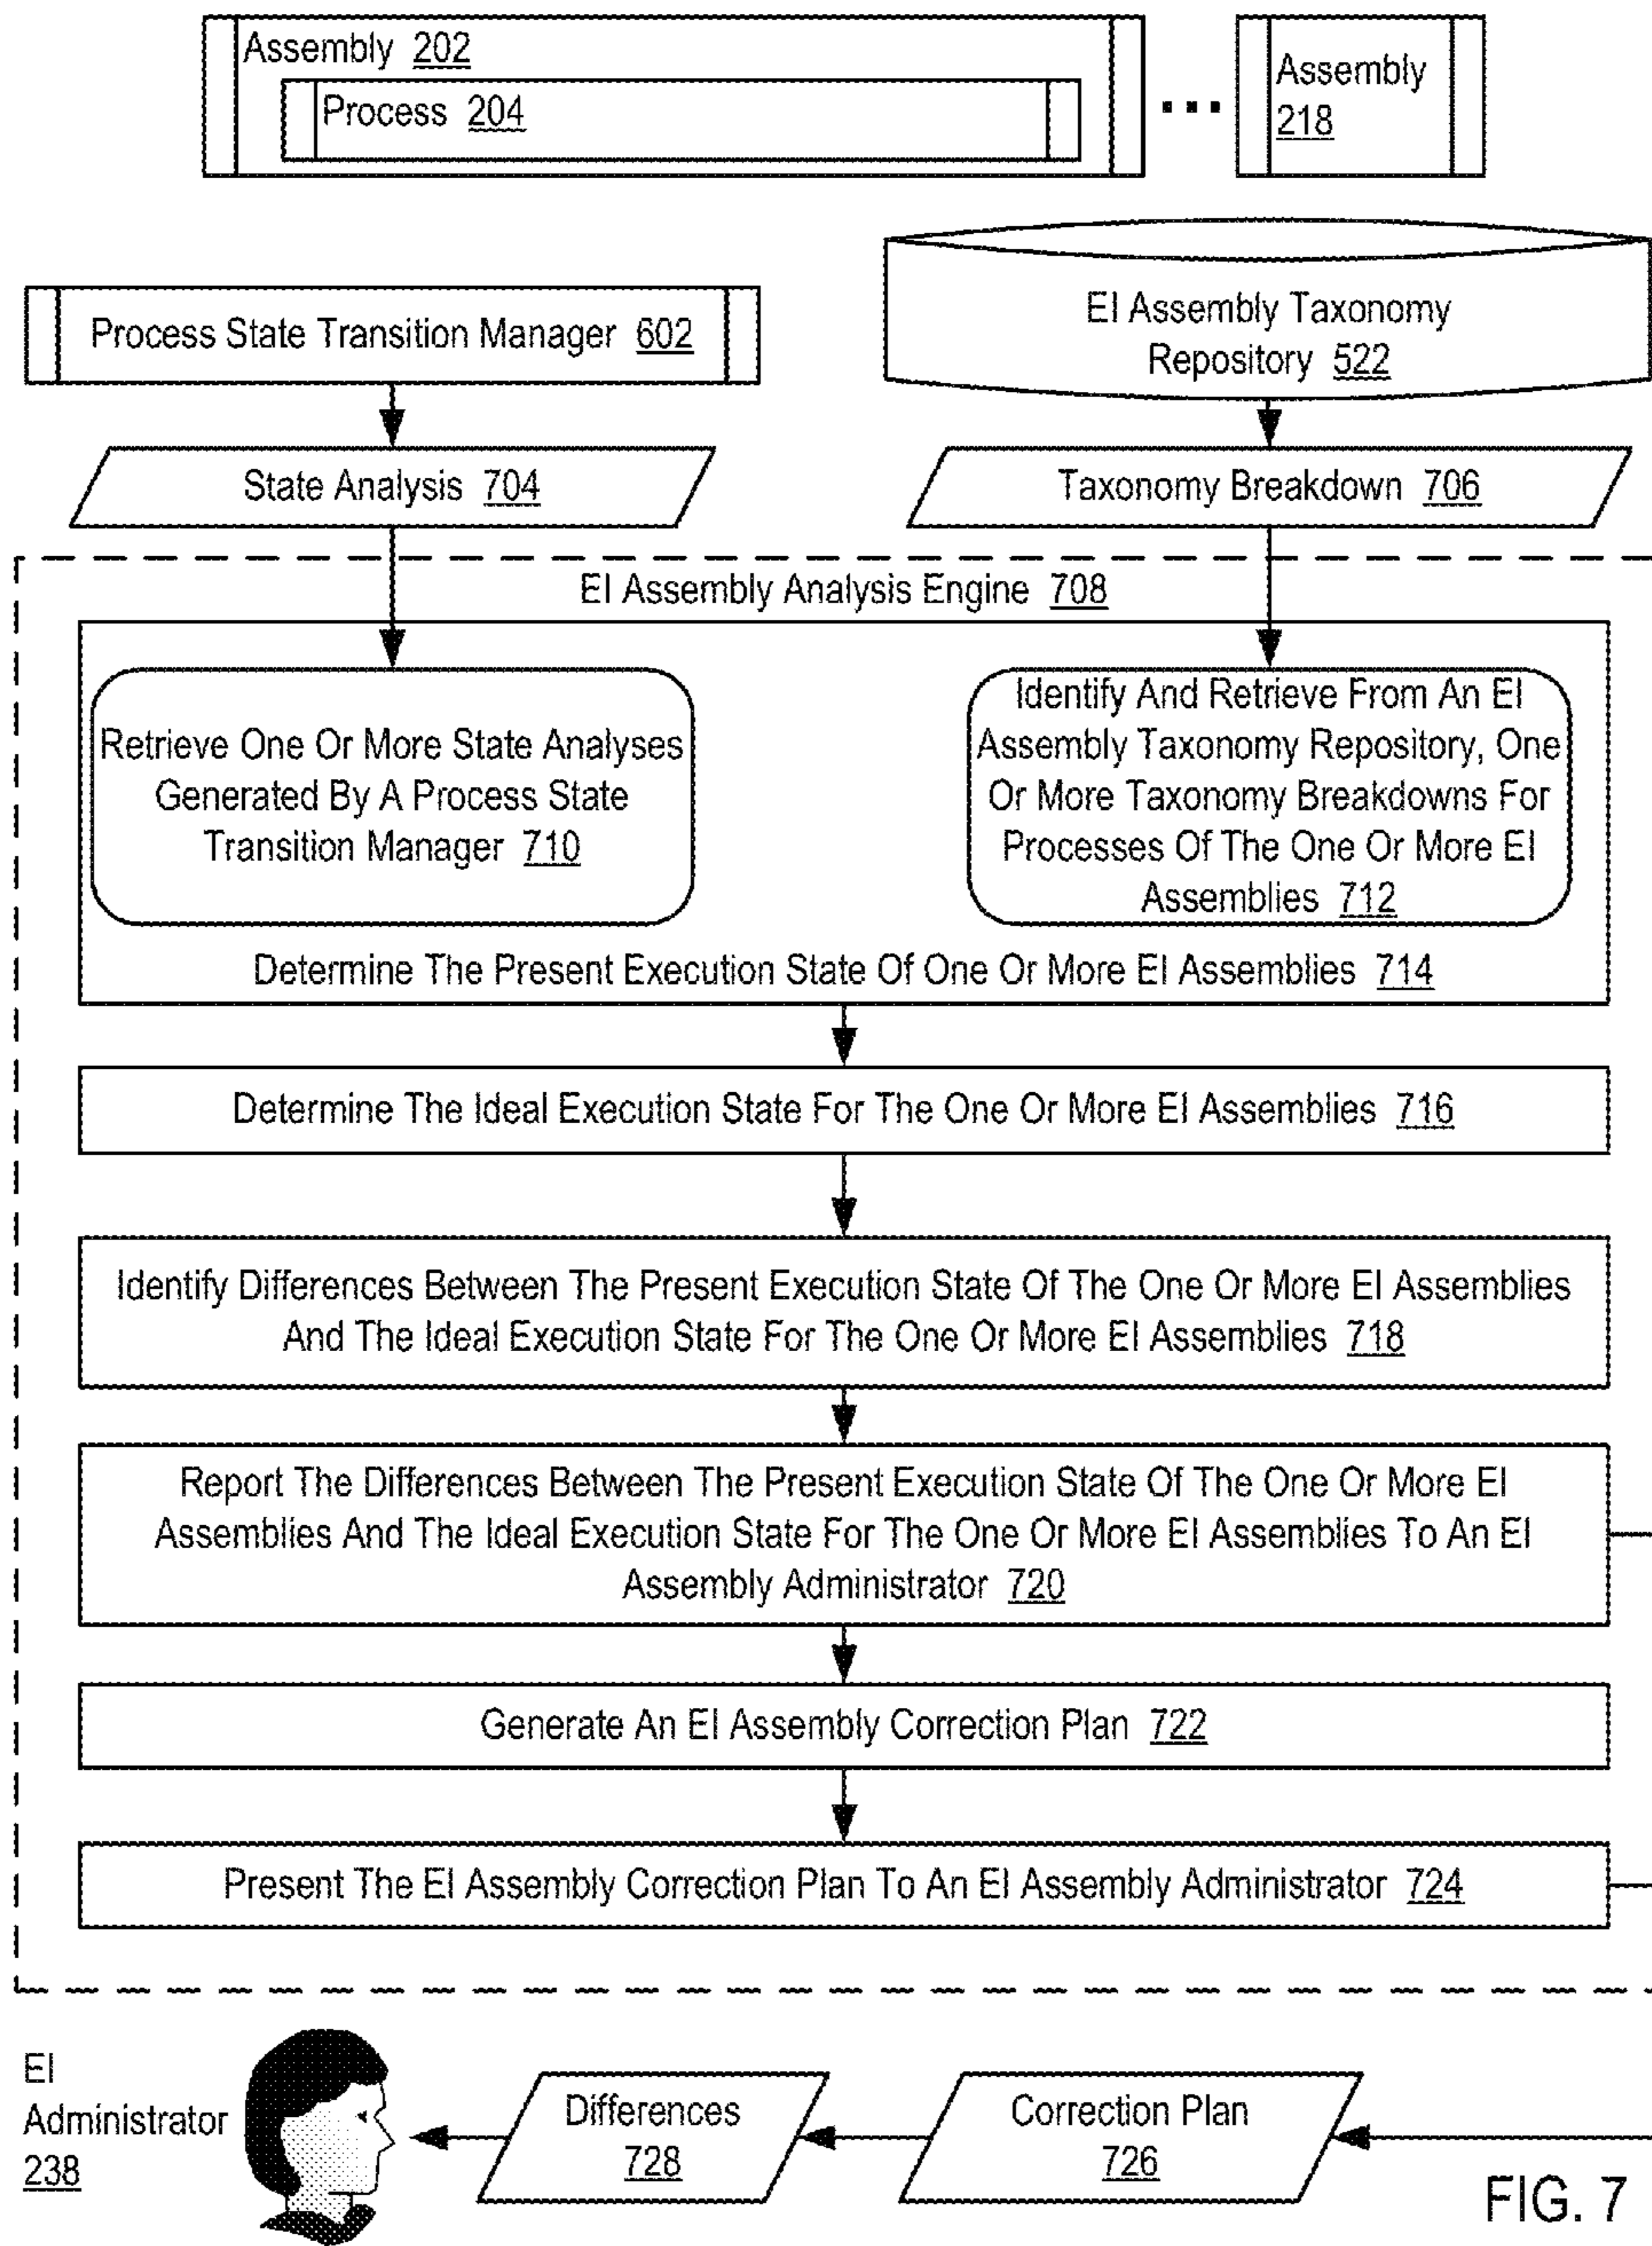 Assembly 202
Process 204
Assembly
218
Process State Transition Manager 602
EI Assembly Taxonomy
Repository 522
State Analysis 704
Taxonomy Breakdown 706
EI Assembly Analysis Engine 708
Retrieve One Or More State Analyses
Generated By A Process State
Transition Manager 710
Identify And Retrieve From An EI
Assembly Taxonomy Repository, One
Or More Taxonomy Breakdowns For
Processes Of The One Or More EI
Assemblies 712
Determine The Present Execution State Of One Or More EI Assemblies 714
Determine The Ideal Execution State For The One Or More EI Assemblies 716
Identify Differences Between The Present Execution State Of The One Or More EI Assemblies
And The Ideal Execution State For The One Or More EI Assemblies 718
Report The Differences Between The Present Execution State Of The One Or More EI
Assemblies And The Ideal Execution State For The One Or More EI Assemblies To An EI
Assembly Administrator 720
Generate An EI Assembly Correction Plan 722
Present The EI Assembly Correction Plan To An EI Assembly Administrator 724
EI
Administrator
238
Differences
728
Correction Plan
726
FIG. 7